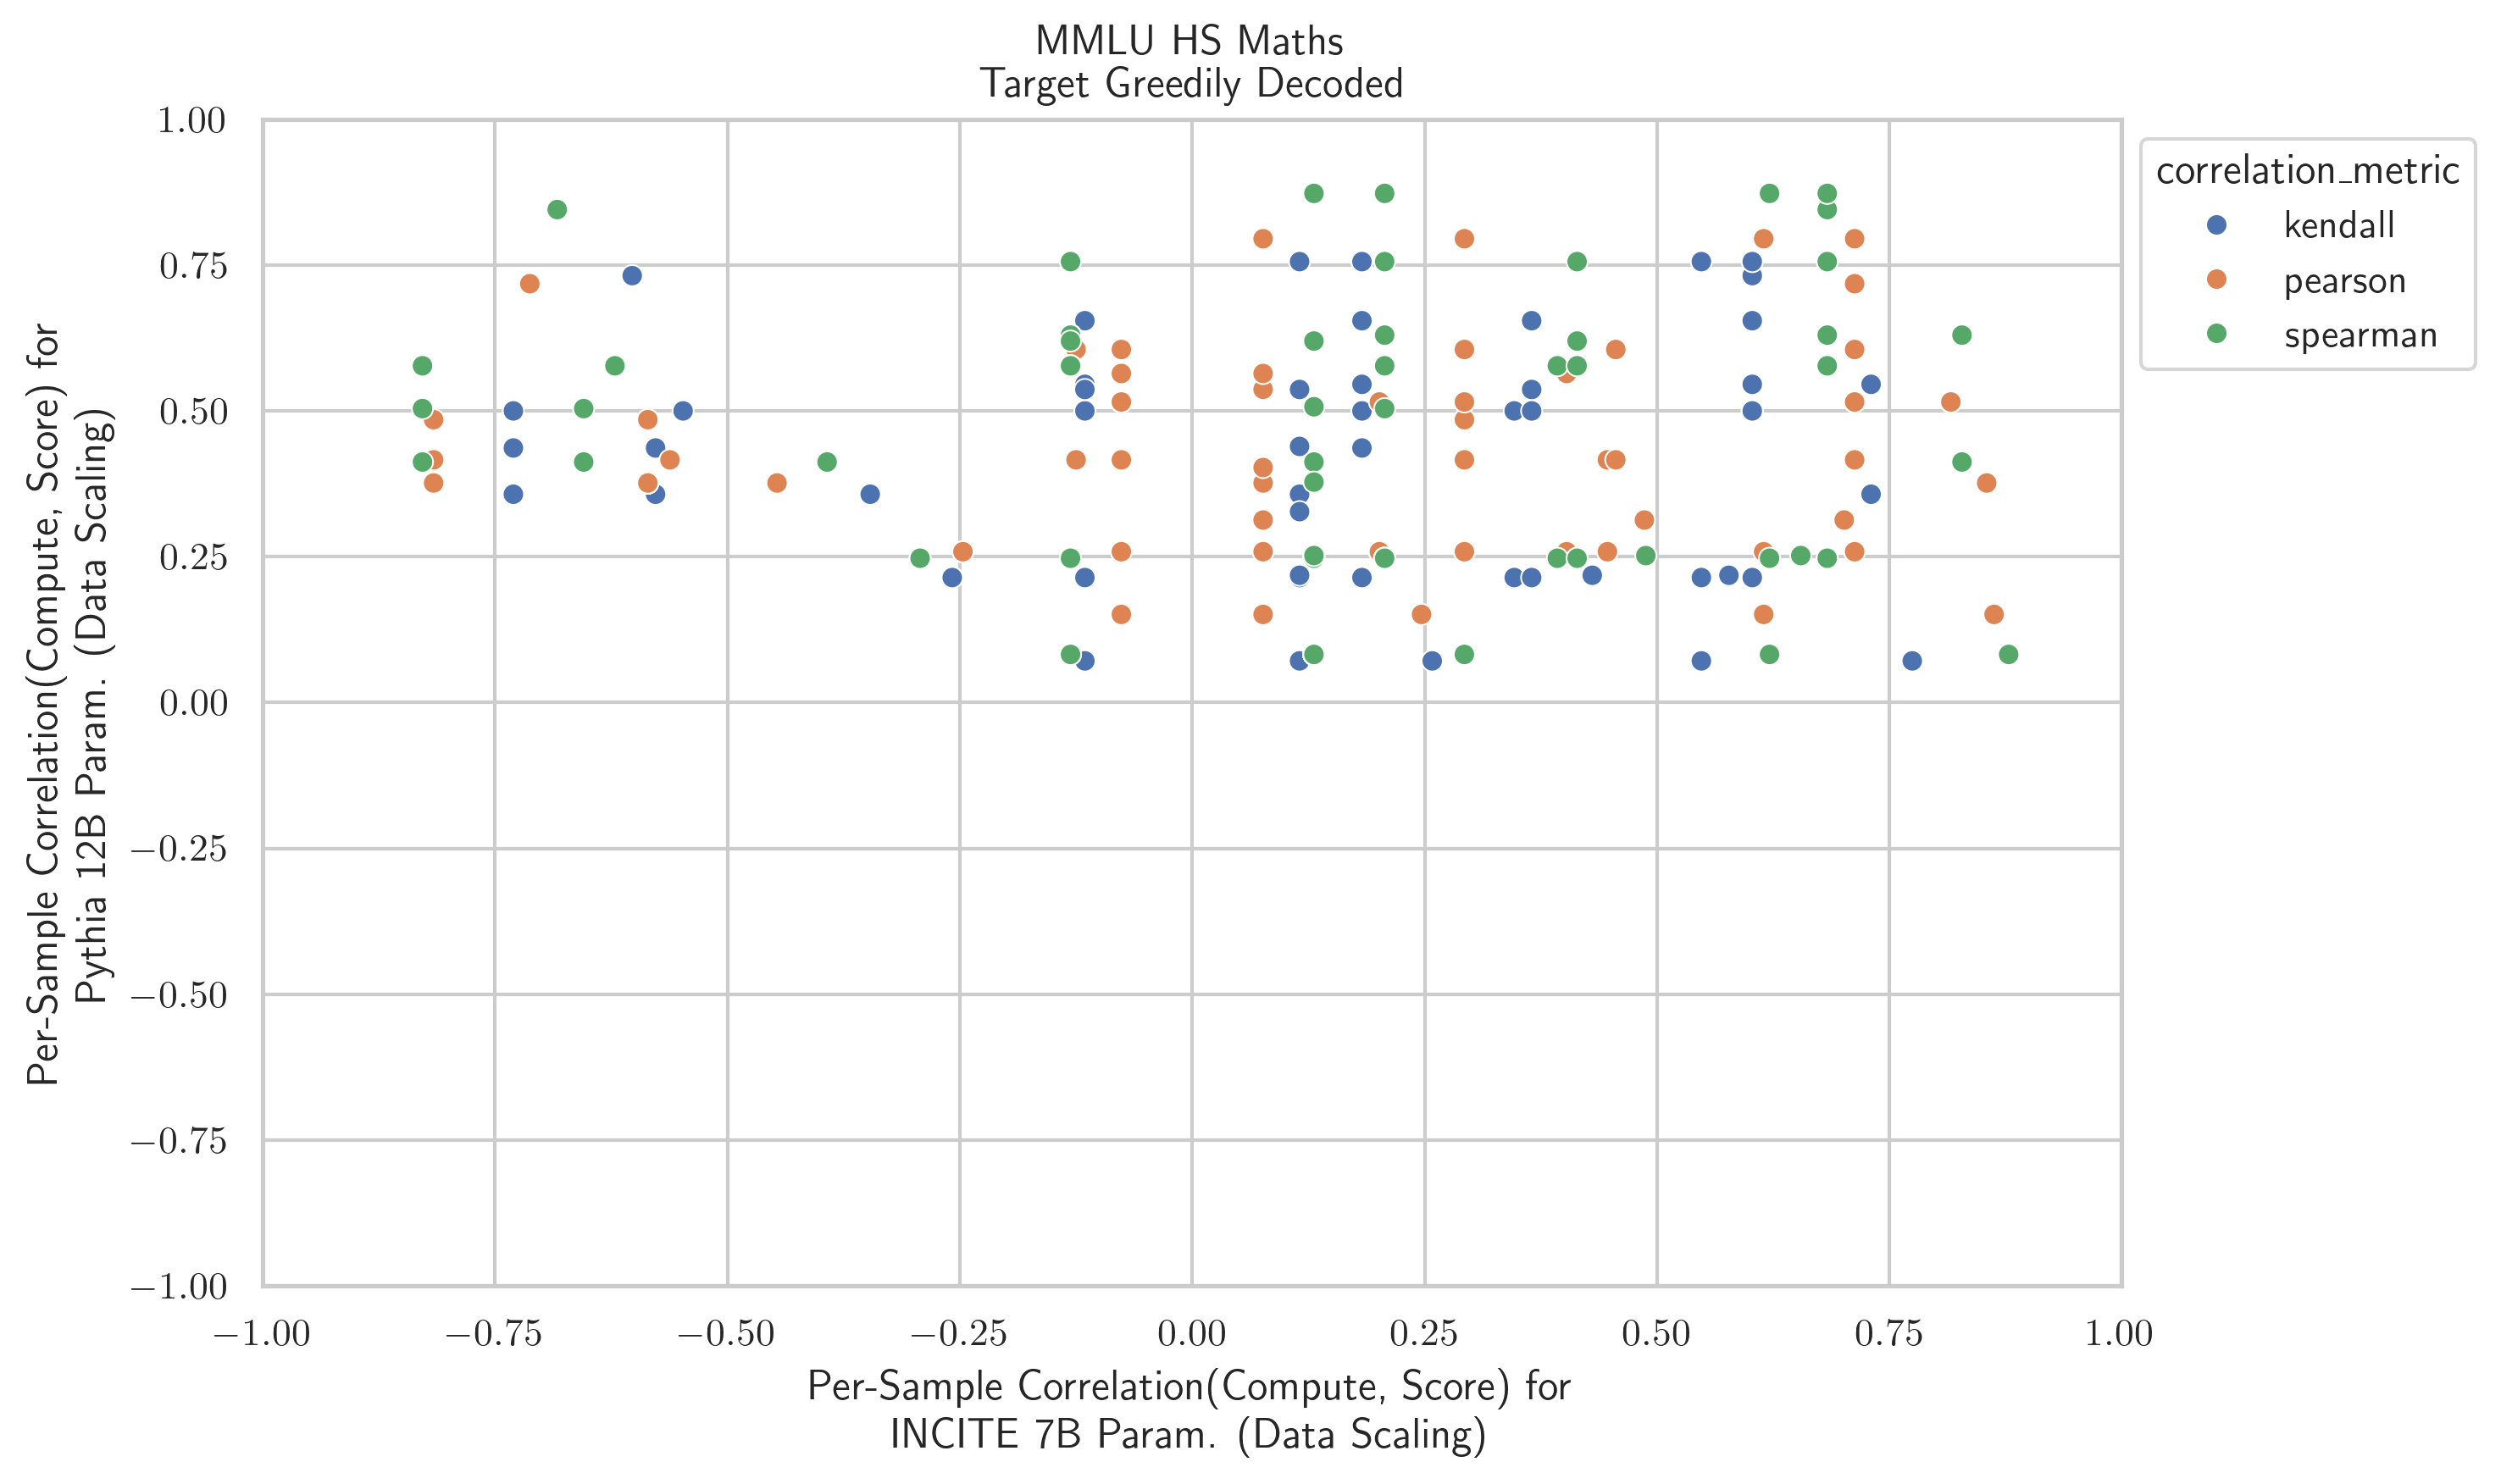 MMLU HS Maths
Target Greedily Decoded
1.00
0.75
0.50
0.25
0.00
−0.25
−0.50
−0.75
−1.00
Per-Sample Correlation(Compute, Score) for
Pythia 12B Param. (Data Scaling)
correlation_metric
kendall
pearson
spearman
−1.00
−0.75
−0.50
−0.25
0.00
0.25
0.50
0.75
1.00
Per-Sample Correlation(Compute, Score) for
INCITE 7B Param. (Data Scaling)